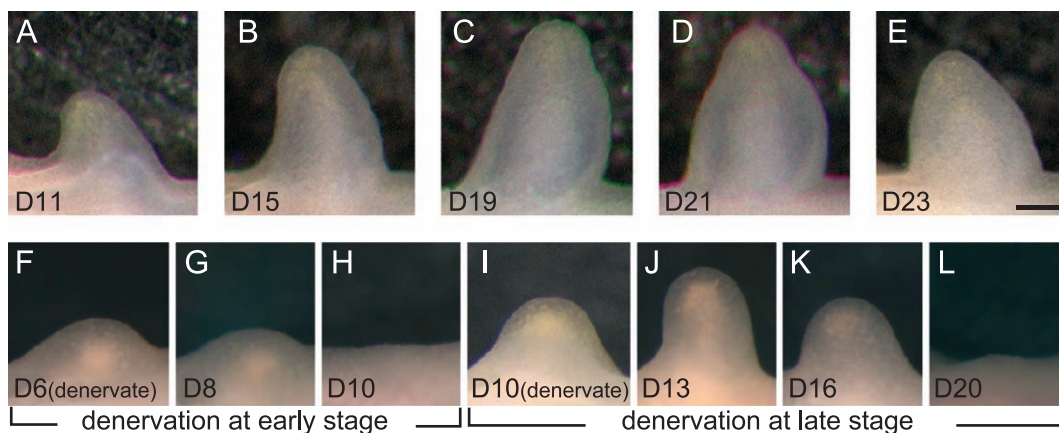 A B C D E
D11 D15 D19 D21 D23
F G H I J K L
D6(denervate) D8 D10 D10(denervate) D13 D16 D20
denervation at early stage denervation at late stage